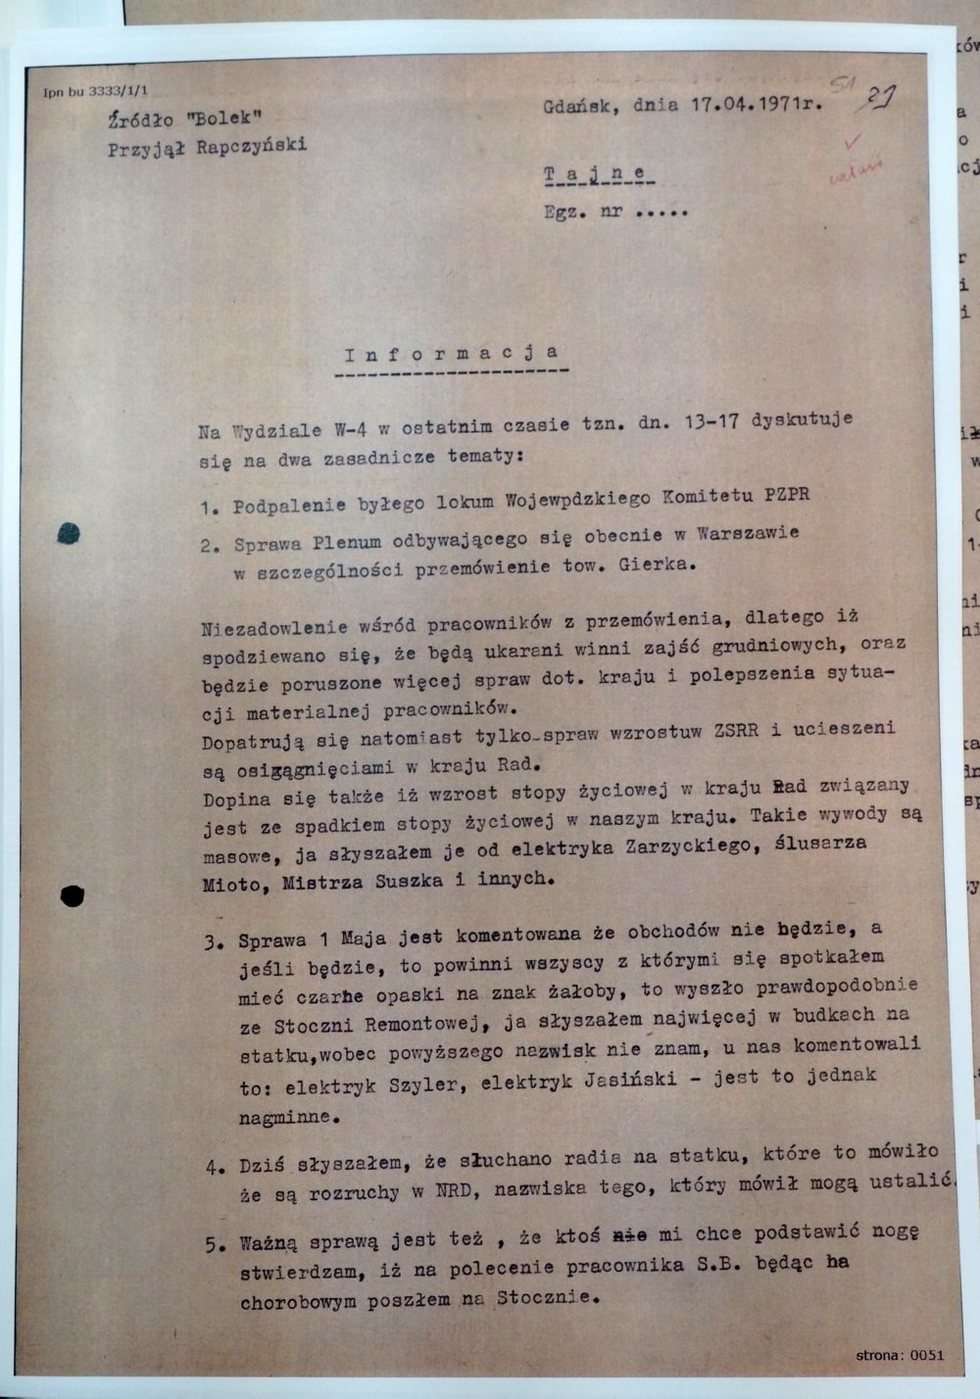 Ipn bu 3333/1/1
Źródło "Bolek"
Przyjął Rapczyński
Gdańsk, dnia 17.04.1971r.
51
21
T a j n e
Egz. nr .....
I n f o r m a c j a
Na Wydziale W-4 w ostatnim czasie tzn. dn. 13-17 dyskutuje
się na dwa zasadnicze tematy:
1. Podpalenie byłego lokum Wojewpdzkiego Komitetu PZPR
2. Sprawa Plenum odbywającego się obecnie w Warszawie
w szczególności przemówienie tow. Gierka.
Niezadowlenie wśród pracowników z przemówienia, dlatego iż
spodziewano się, że będą ukarani winni zajść grudniowych, oraz
będzie poruszone więcej spraw dot. kraju i polepszenia sytua-
cji materialnej pracowników.
Dopatrują się natomiast tylko spraw wzrostuw ZSRR i ucieszeni
są osigągnięciami w kraju Rad.
Dopina się także iż wzrost stopy życiowej w kraju Rad związany
jest ze spadkiem stopy życiowej w naszym kraju. Takie wywody są
masowe, ja słyszałem je od elektryka Zarzyckiego, ślusarza
Mioto, Mistrza Suszka i innych.
3. Sprawa 1 Maja jest komentowana że obchodów nie będzie, a
jeśli będzie, to powinni wszyscy z którymi się spotkałem
mieć czarne opaski na znak żałoby, to wyszło prawdopodobnie
ze Stoczni Remontowej, ja słyszałem najwięcej w budkach na
statku,wobec powyższego nazwisk nie znam, u nas komentowali
to: elektryk Szyler, elektryk Jasiński - jest to jednak
nagminne.
4. Dziś słyszałem, że słuchano radia na statku, które to mówiło
że są rozruchy w NRD, nazwiska tego, który mówił mogą ustalić.
5. Ważną sprawą jest też , że ktoś nie mi chce podstawić nogę
stwierdzam, iż na polecenie pracownika S.B. będąc na
chorobowym poszłem na Stocznie.
strona: 0051